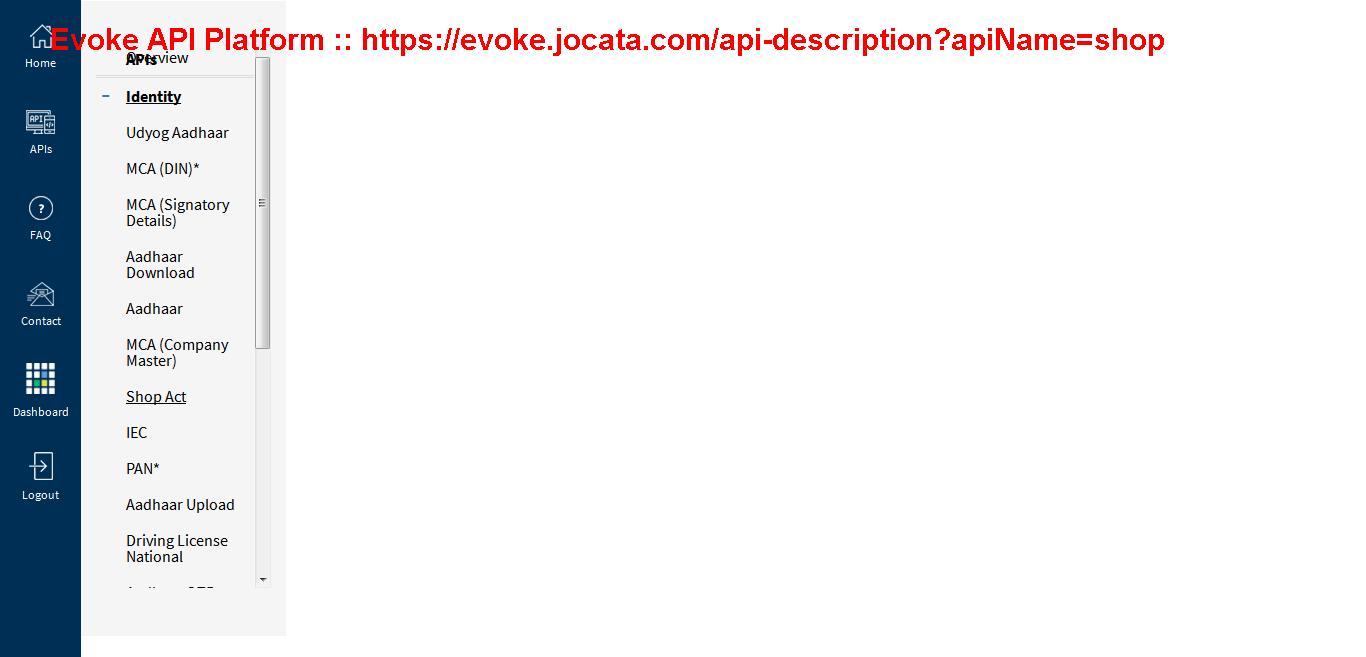 Evoke API Platform :: https://evoke.jocata.com/api-description?apiName=shop
Home
APIs
FAQ
?
Contact
Dashboard
Logout
APIs
Overview
Identity
Udyog Aadhaar
MCA (DIN)*
MCA (Signatory
Details)
Aadhaar
Download
Aadhaar
MCA (Company
Master)
Shop Act
IEC
PAN*
Aadhaar Upload
Driving License
National